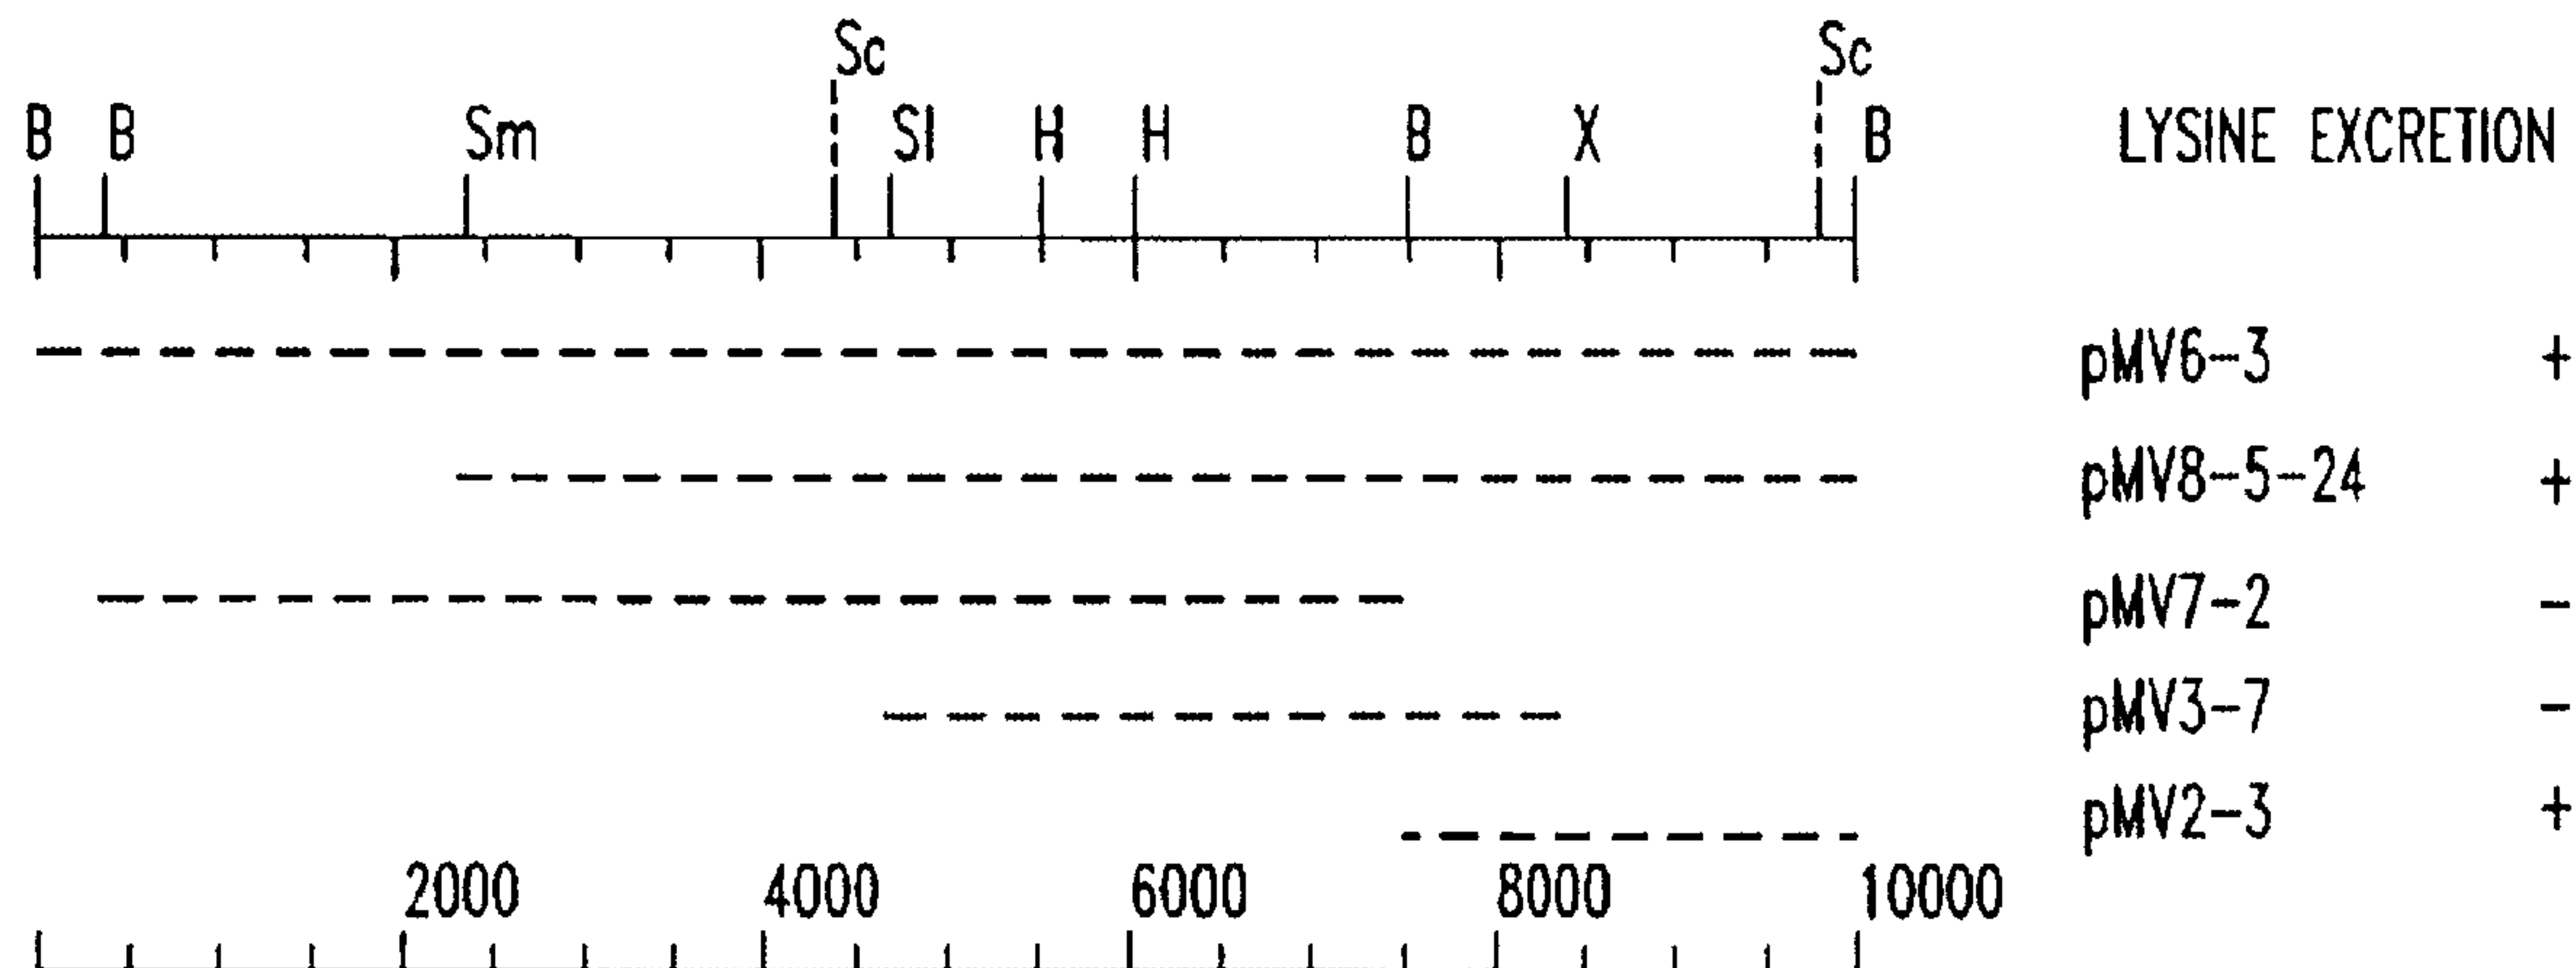 Sc Sc
B B Sm Sl H H B X B LYSINE EXCRETION
pMV6-3 +
pMV8-5-24 +
pMV7-2 -
pMV3-7 -
pMV2-3 +
2000 4000 6000 8000 10000